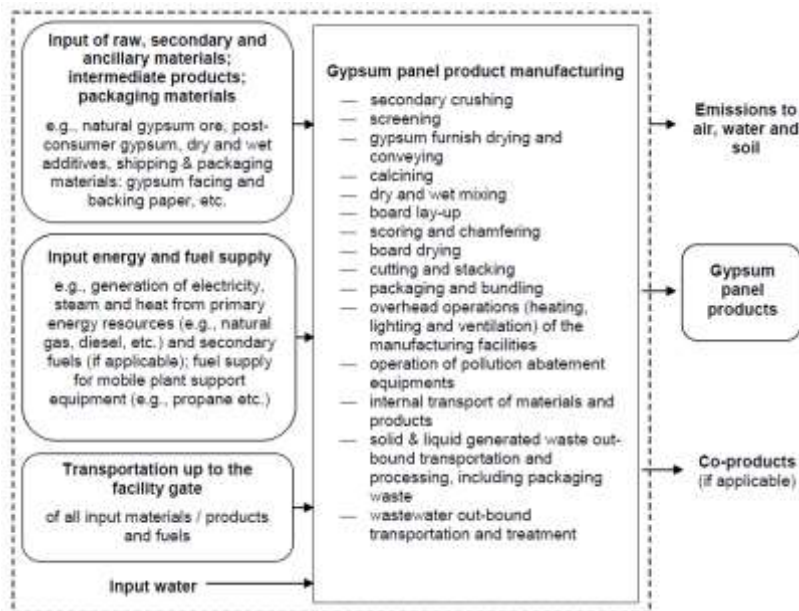 Input of raw, secondary and
ancillary materials;
intermediate products;
packaging materials
e.g., natural gypsum ore, post-
consumer gypsum, dry and wet
additives, shipping & packaging
materials: gypsum facing and
backing paper, etc.
Input energy and fuel supply
e.g., generation of electricity,
steam and heat from primary
energy resources (e.g., natural
gas, diesel, etc.) and secondary
fuels (if applicable); fuel supply
for mobile plant support
equipment (e.g., propane etc.)
Transportation up to the
facility gate
of all input materials / products
and fuels
Input water
Gypsum panel product manufacturing
— secondary crushing
— screening
— gypsum furnish drying and
conveying
— calcining
— dry and wet mixing
— board lay-up
— scoring and chamfering
— board drying
— cutting and stacking
— packaging and bundling
— overhead operations (heating,
lighting and ventilation) of the
manufacturing facilities
— operation of pollution abatement
equipments
— internal transport of materials and
products
— solid & liquid generated waste out-
bound transportation and
processing, including packaging
waste
— wastewater out-bound
transportation and treatment
Emissions to
air, water and
soil
Gypsum
panel
products
Co-products
(if applicable)